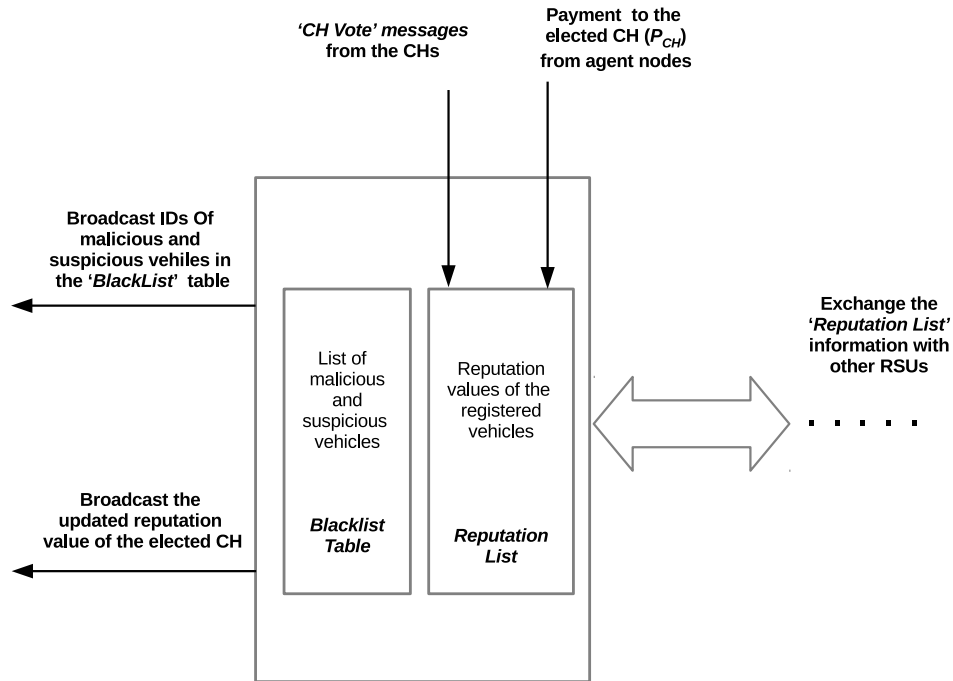 ‘CH Vote’ messages
from the CHs
Payment to the
elected CH (P_CH)
from agent nodes
Broadcast IDs Of
malicious and
suspicious vehiles in
the ‘BlackList’ table
List of
malicious
and
suspicious
vehicles
Blacklist
Table
Reputation
values of the
registered
vehicles
Reputation
List
Exchange the
‘Reputation List’
information with
other RSUs
Broadcast the
updated reputation
value of the elected CH